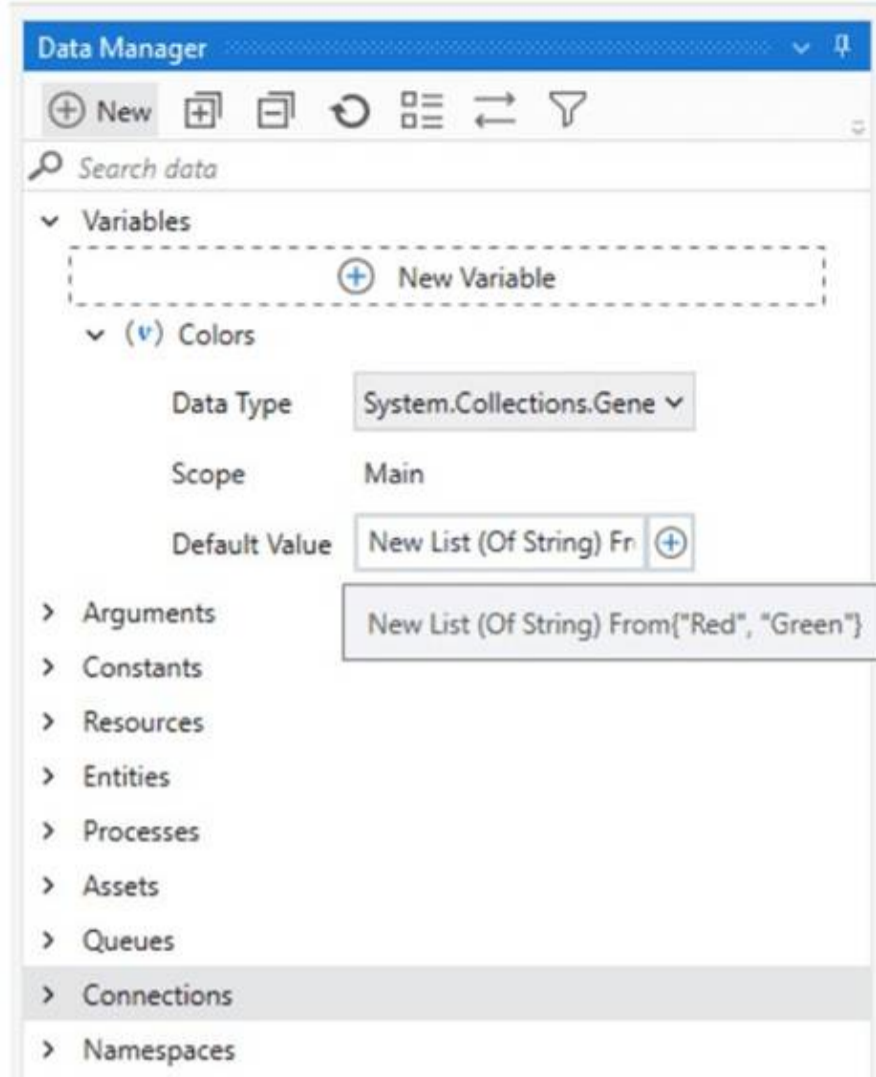 Data Manager
New
Search data
Variables
New Variable
(v) Colors
Data Type System.Collections.Gene
Scope Main
Default Value New List (Of String) Fr
Arguments
New List (Of String) From{"Red", "Green"}
Constants
Resources
Entities
Processes
Assets
Queues
Connections
Namespaces